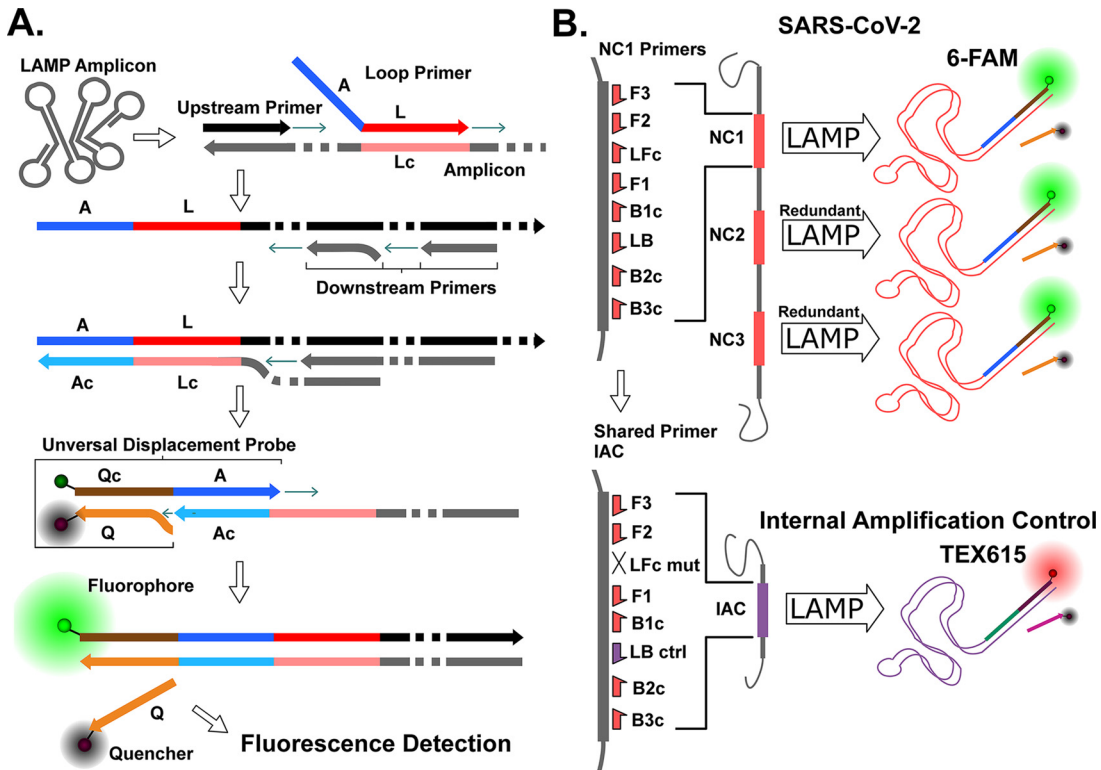 A.
LAMP Amplicon
Loop Primer
A
Upstream Primer
L
Lc
Amplicon
A
L
Downstream Primers
A
L
Ac
Lc
Unversal Displacement Probe
Qc
A
Q
Ac
Fluorophore
Q
Quencher
Fluorescence Detection
B.
SARS-CoV-2
NC1 Primers
6-FAM
F3
F2
LFc
F1
B1c
LB
B2c
B3c
NC1
LAMP
NC2
Redundant
LAMP
NC3
Redundant
LAMP
Shared Primer
IAC
F3
F2
LFc mut
F1
B1c
LB ctrl
B2c
B3c
IAC
LAMP
Internal Amplification Control
TEX615